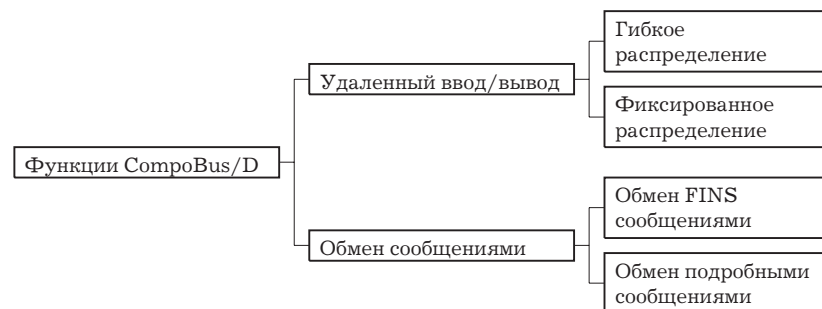 Гибкое
распределение
Удаленный ввод/вывод
Фиксированное
распределение
Функции CompoBus/D
Обмен FINS
сообщениями
Обмен сообщениями
Обмен подробными
сообщениями